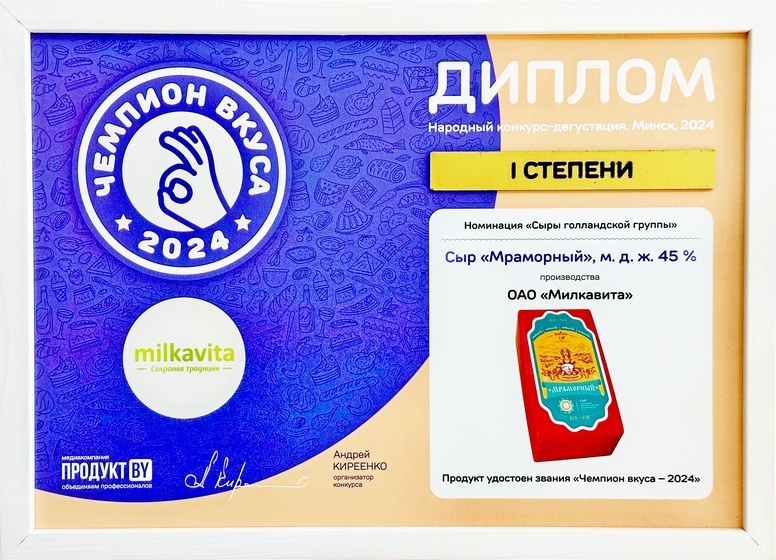 ЧЕМПИОН ВКУСА
2024
milkavita
Сохраняя традиции
медиакомпания
ПРОДУКТ BY
объединяем профессионалов
Андрей
КИРЕЕНКО
организатор
конкурса
ДИПЛОМ
Народный конкурс-дегустация. Минск, 2024
I СТЕПЕНИ
Номинация «Сыры голландской группы»
Сыр «Мраморный», м. д. ж. 45 %
производства
ОАО «Милкавита»
«МРАМОРНЫЙ»
Продукт удостоен звания «Чемпион вкуса – 2024»